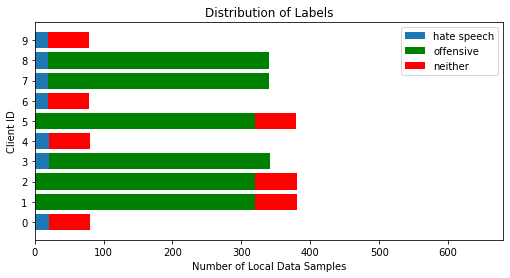 Distribution of Labels
hate speech
offensive
neither
Client ID
9
8
7
6
5
4
3
2
1
0
0
100
200
300
400
500
600
Number of Local Data Samples